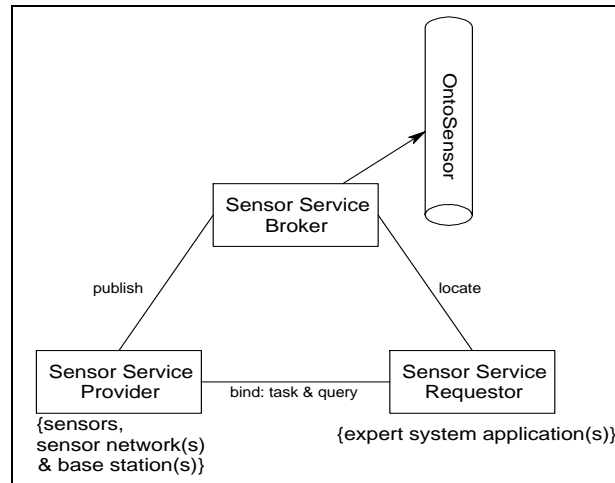 OntoSensor
Sensor Service
Broker
publish
locate
Sensor Service
Provider
bind: task & query
Sensor Service
Requestor
{sensors,
sensor network(s)
& base station(s)}
{expert system application(s)}